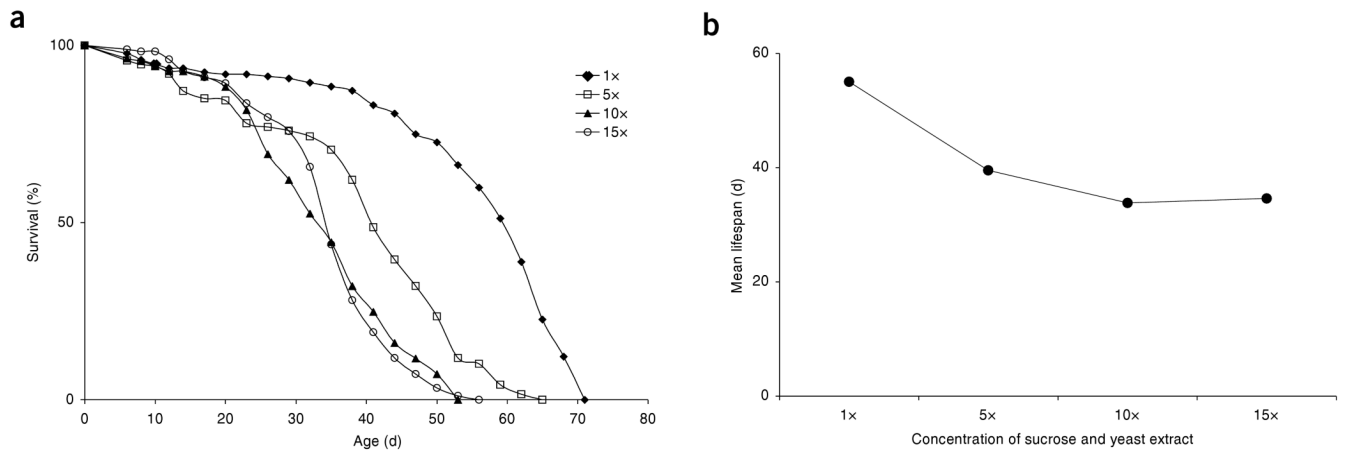 a
Survival (%)
100
50
0
0 10 20 30 40 50 60 70 80
Age (d)
1×
5×
10×
15×
b
Mean lifespan (d)
60
40
20
0
1× 5× 10× 15×
Concentration of sucrose and yeast extract